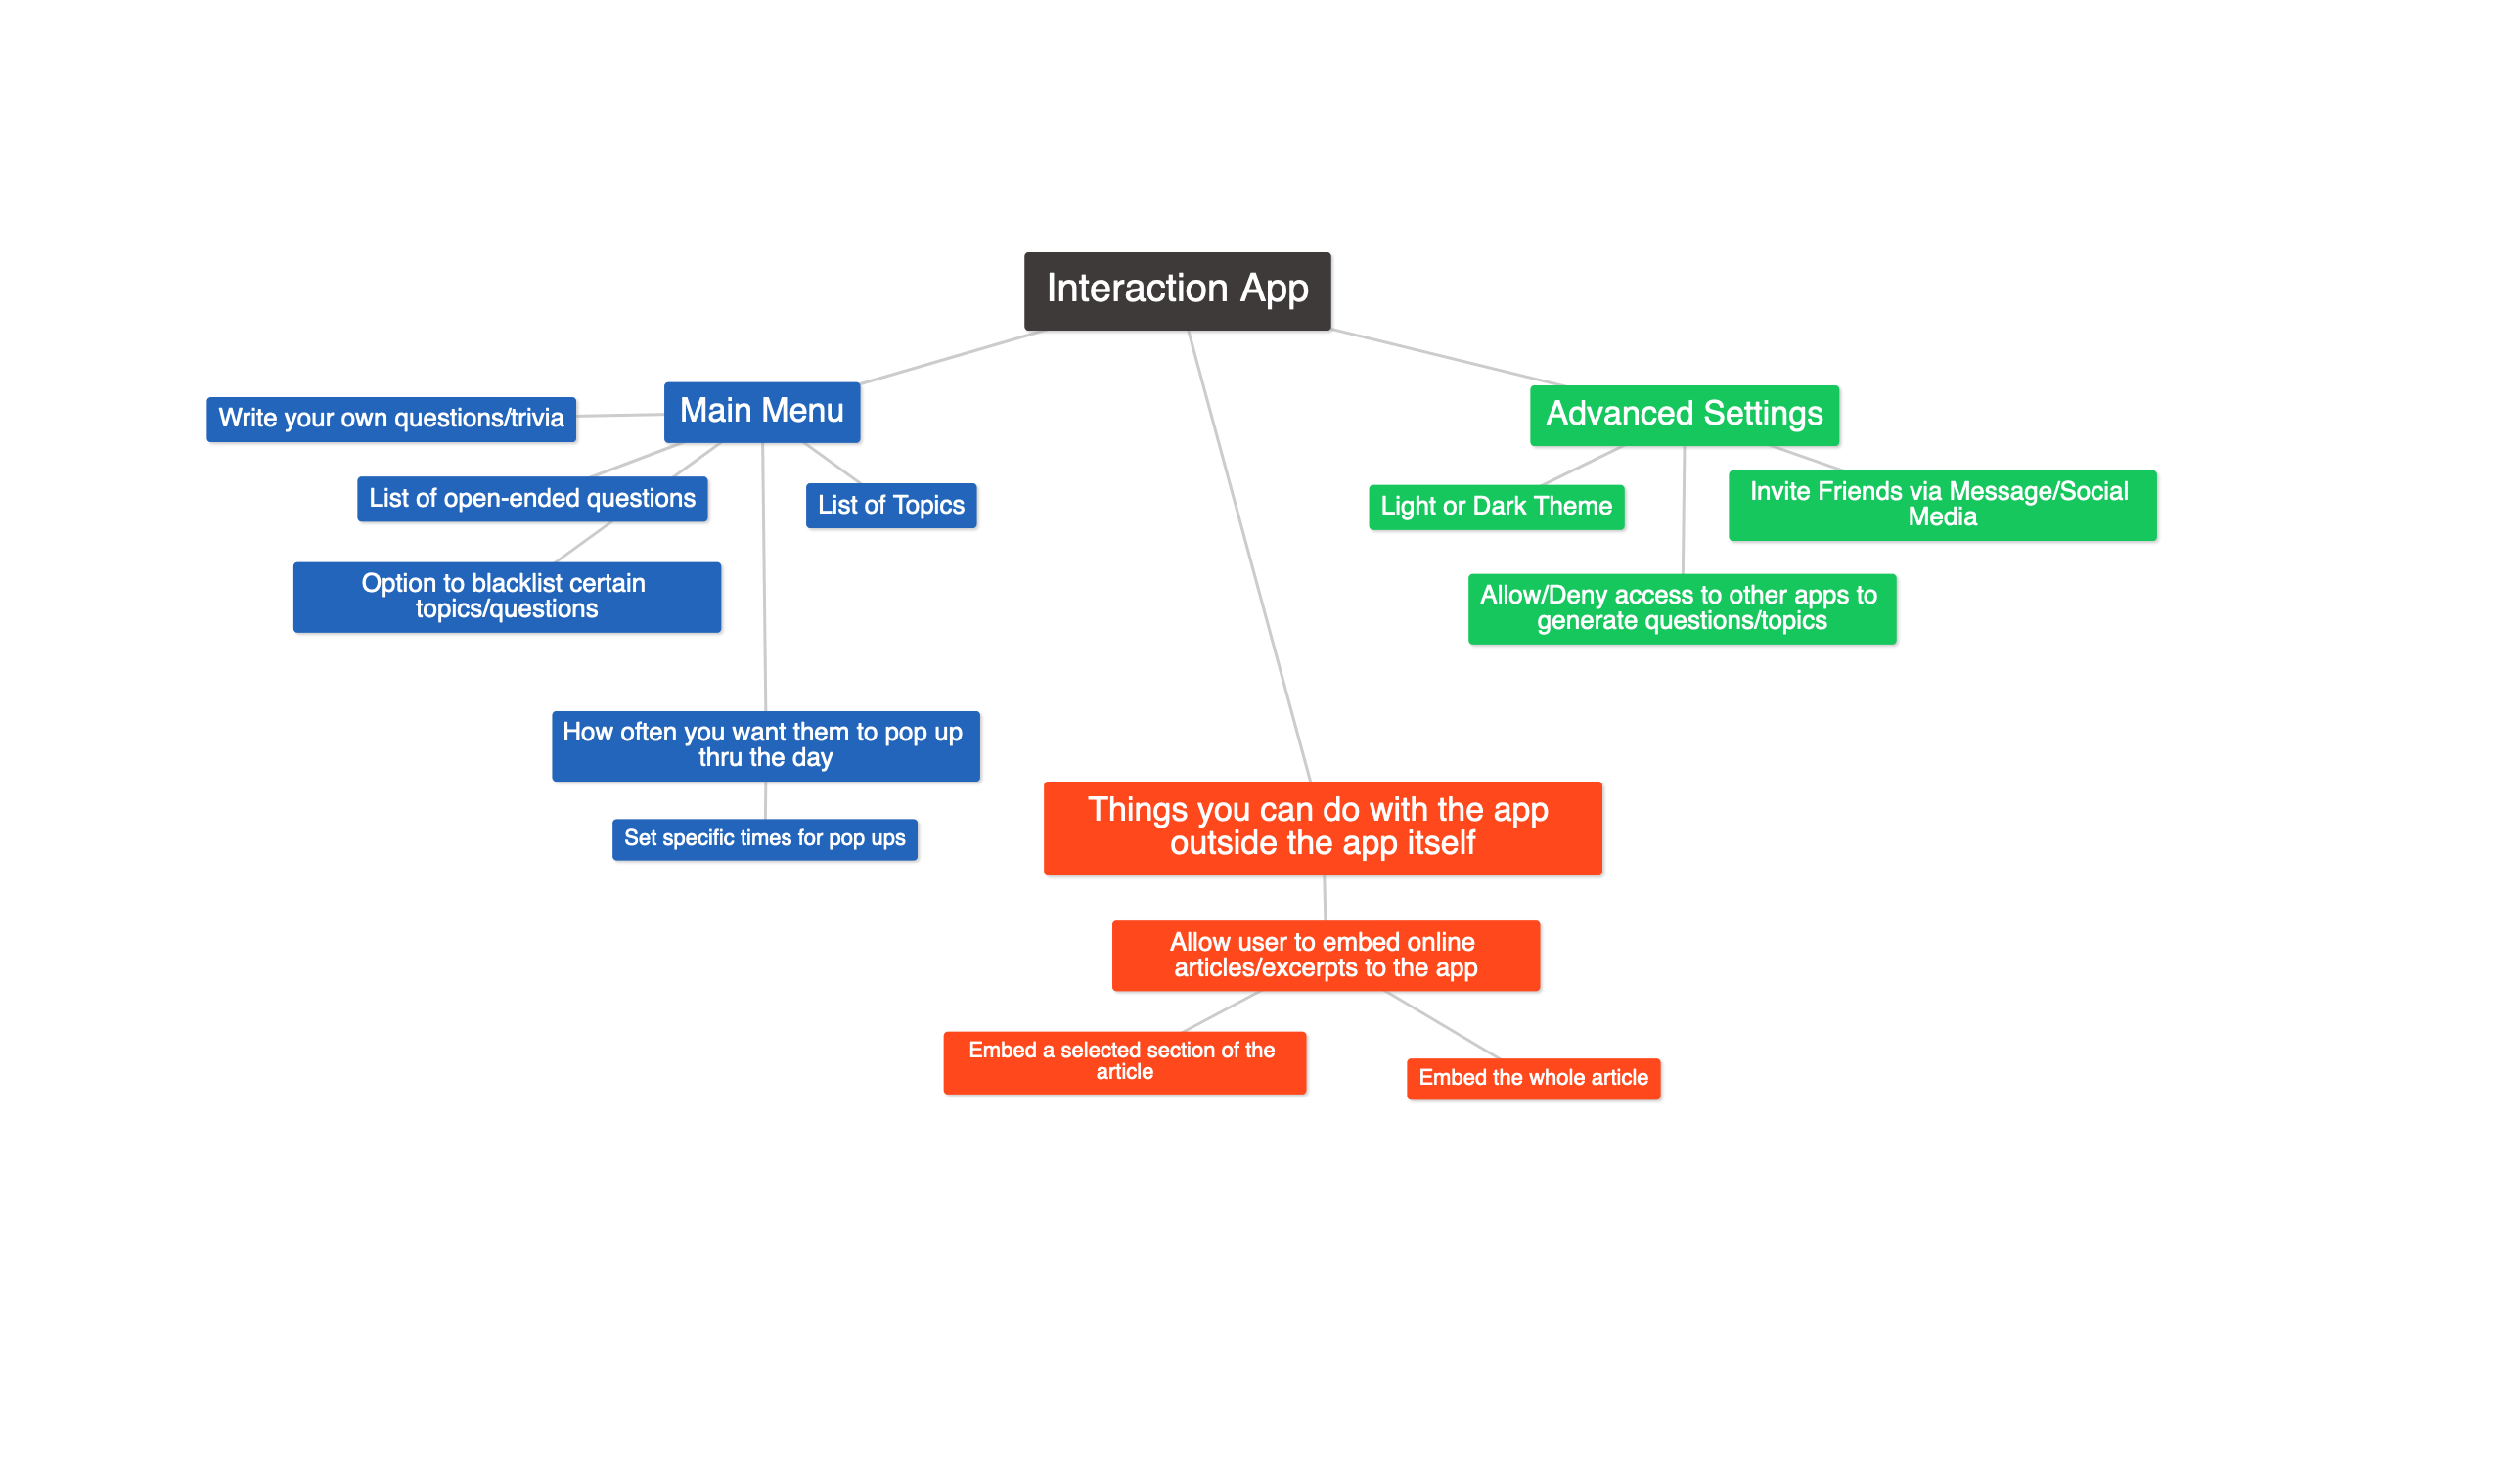 Interaction App
Main Menu
Write your own questions/trivia
List of open-ended questions
List of Topics
Option to blacklist certain
topics/questions
How often you want them to pop up
thru the day
Set specific times for pop ups
Advanced Settings
Light or Dark Theme
Invite Friends via Message/Social
Media
Allow/Deny access to other apps to
generate questions/topics
Things you can do with the app
outside the app itself
Allow user to embed online
articles/excerpts to the app
Embed a selected section of the
article
Embed the whole article